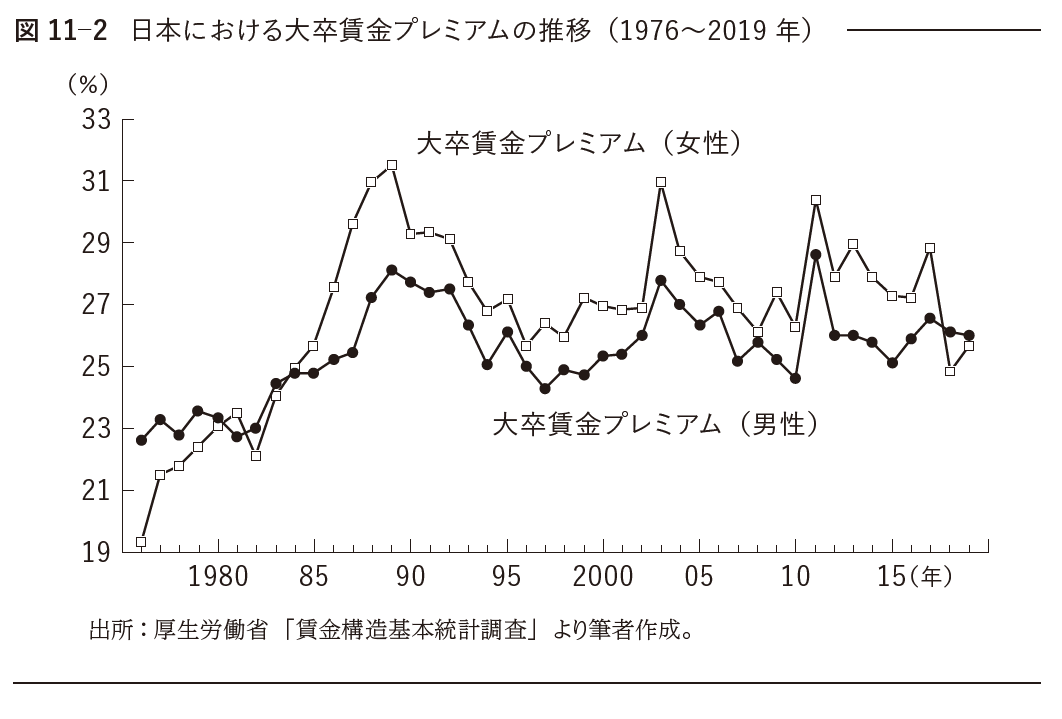 図 11-2 日本における大卒賃金プレミアムの推移（1976〜2019 年）
（%）
33
大卒賃金プレミアム（女性）
31
29
27
25
大卒賃金プレミアム（男性）
23
21
19
1980 85 90 95 2000 05 10 15（年）
出所：厚生労働省「賃金構造基本統計調査」より筆者作成。